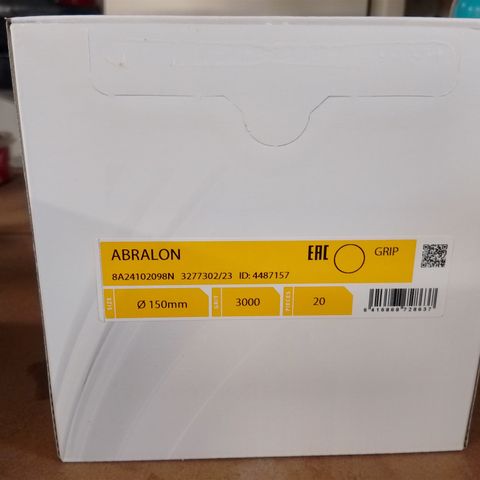 ABRALON EAC GRIP
8A24102098N 3277302/23 ID: 4487157
SIZE Ø 150mm GRIT 3000 PIECES 20